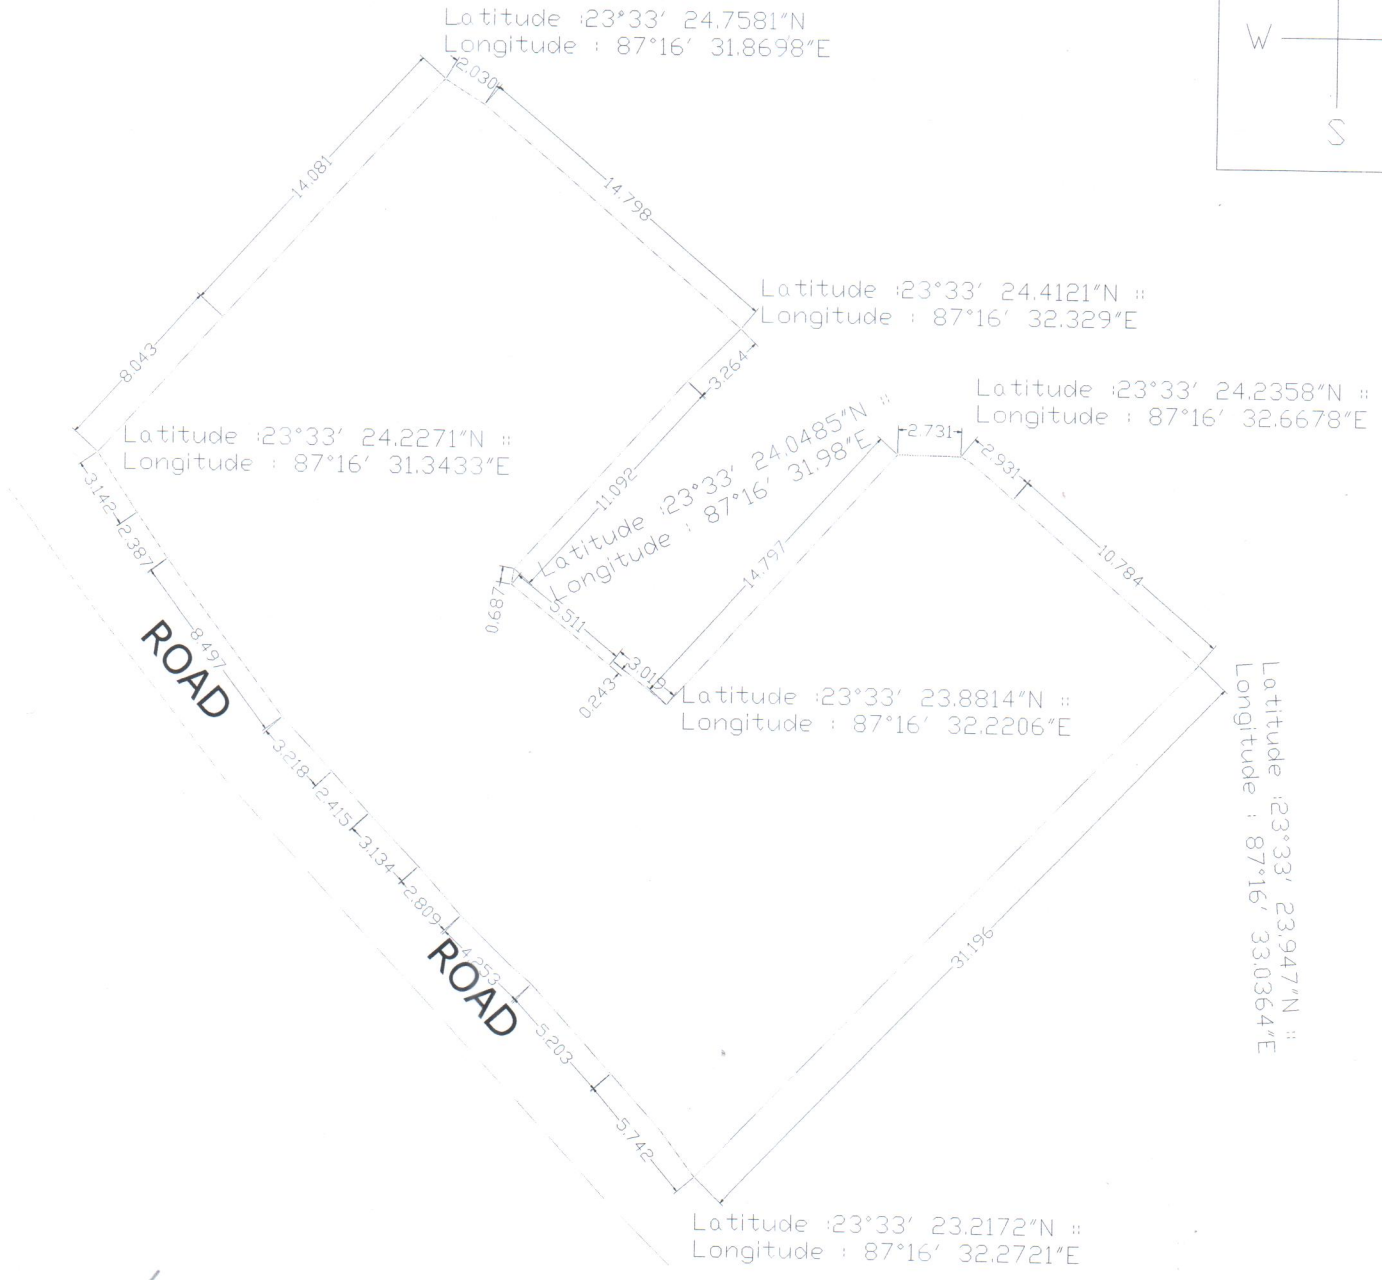 Latitude :23°33' 24.7581"N
Longitude : 87°16' 31.8698"E
W
S
2.030
14.081
14.798
Latitude :23°33' 24.4121"N ::
Longitude : 87°16' 32.329"E
8.043
3.264
Latitude :23°33' 24.2358"N ::
Longitude : 87°16' 32.6678"E
Latitude :23°33' 24.2271"N ::
Longitude : 87°16' 31.3433"E
Latitude :23°33' 24.0485"N ::
Longitude : 87°16' 31.98"E
2.731
2.931
3.142
2.387
11.092
14.797
10.784
0.687
5.511
8.497
ROAD
3.019
0.243
Latitude :23°33' 23.8814"N ::
Longitude : 87°16' 32.2206"E
Latitude :23°33' 23.947"N ::
Longitude : 87°16' 33.0364"E
3.218
2.415
3.134
2.809
4.253
ROAD
31.196
5.203
5.742
Latitude :23°33' 23.2172"N ::
Longitude : 87°16' 32.2721"E